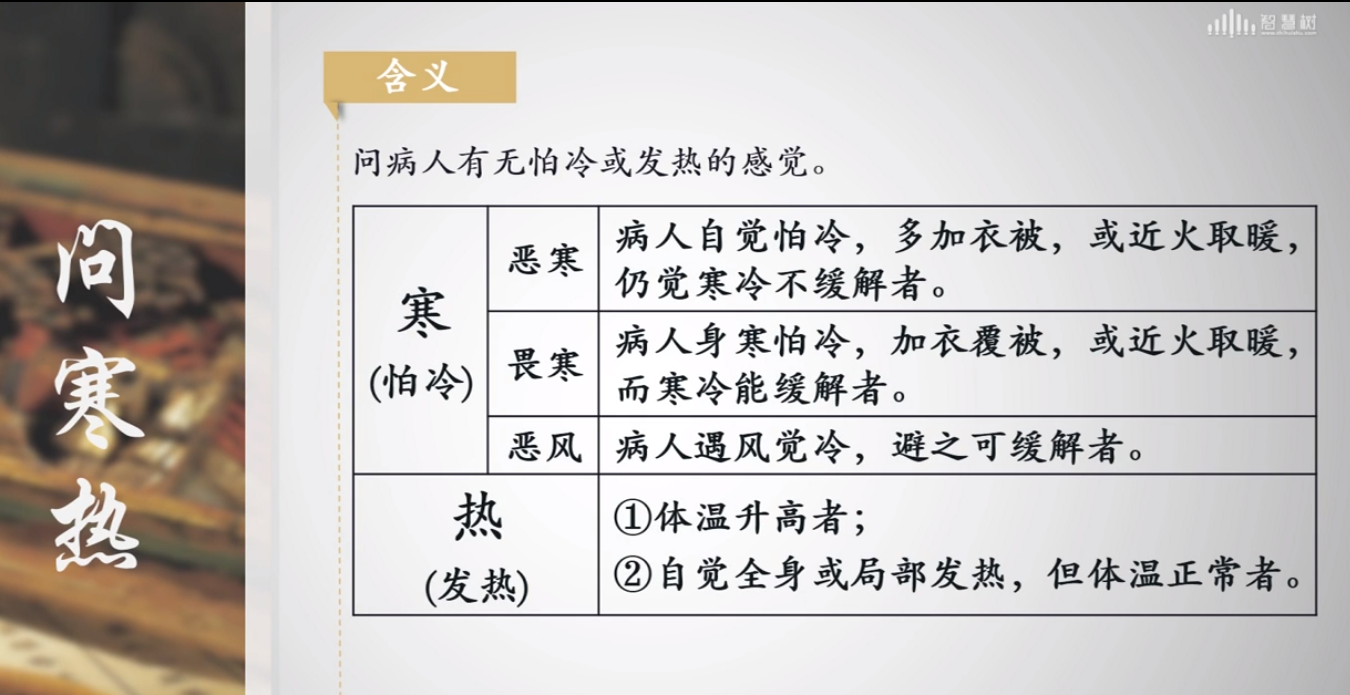 智慧树
www.zhihuishu.com
含义
问病人有无怕冷或发热的感觉。
问寒热
寒
(怕冷)
恶寒
病人自觉怕冷，多加衣被，或近火取暖，
仍觉寒冷不缓解者。
畏寒
病人身寒怕冷，加衣覆被，或近火取暖，
而寒冷能缓解者。
恶风
病人遇风觉冷，避之可缓解者。
热
(发热)
①体温升高者；
②自觉全身或局部发热，但体温正常者。